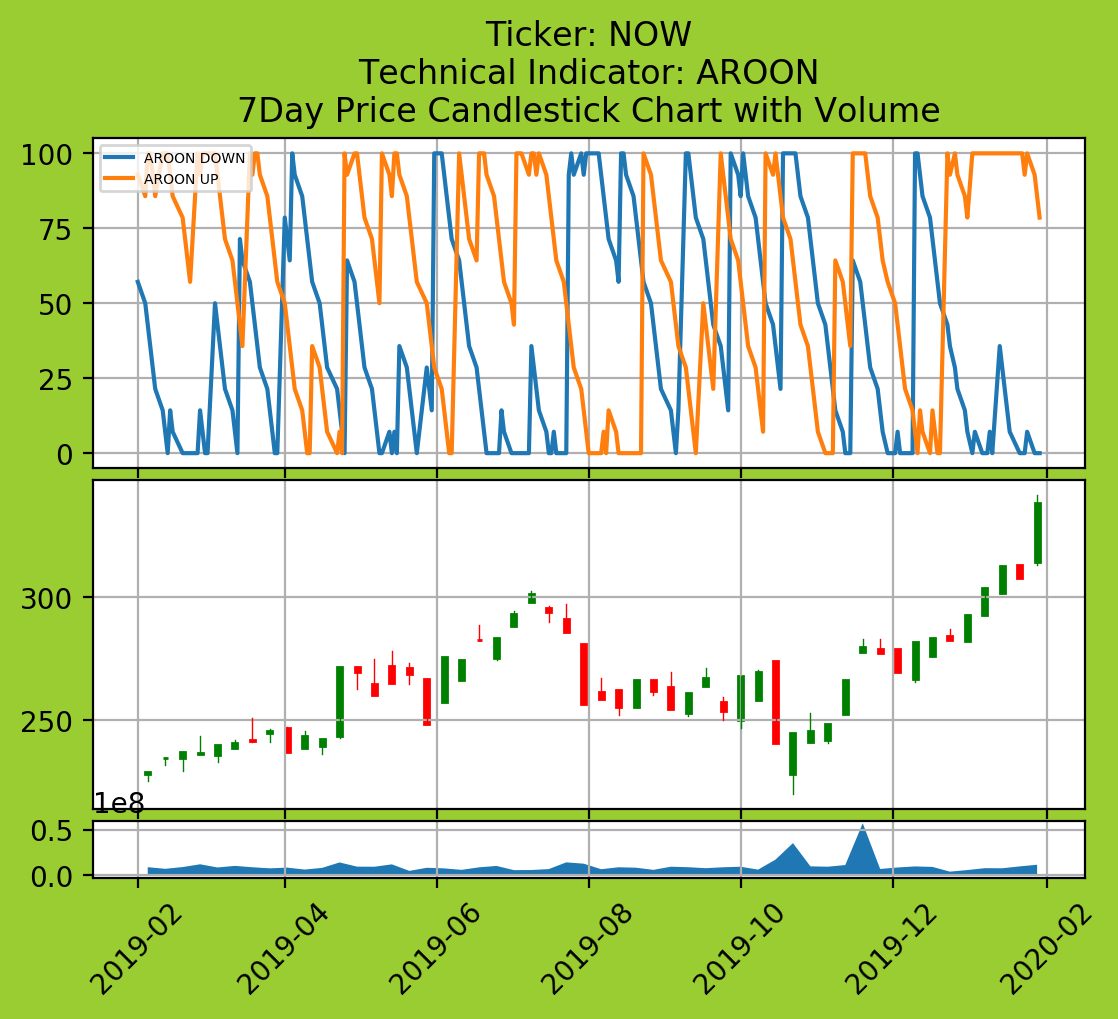 Ticker: NOW
Technical Indicator: AROON
7Day Price Candlestick Chart with Volume
AROON DOWN
AROON UP
100
75
50
25
0
300
250
1e8
0.5
0.0
2019-02
2019-04
2019-06
2019-08
2019-10
2019-12
2020-02